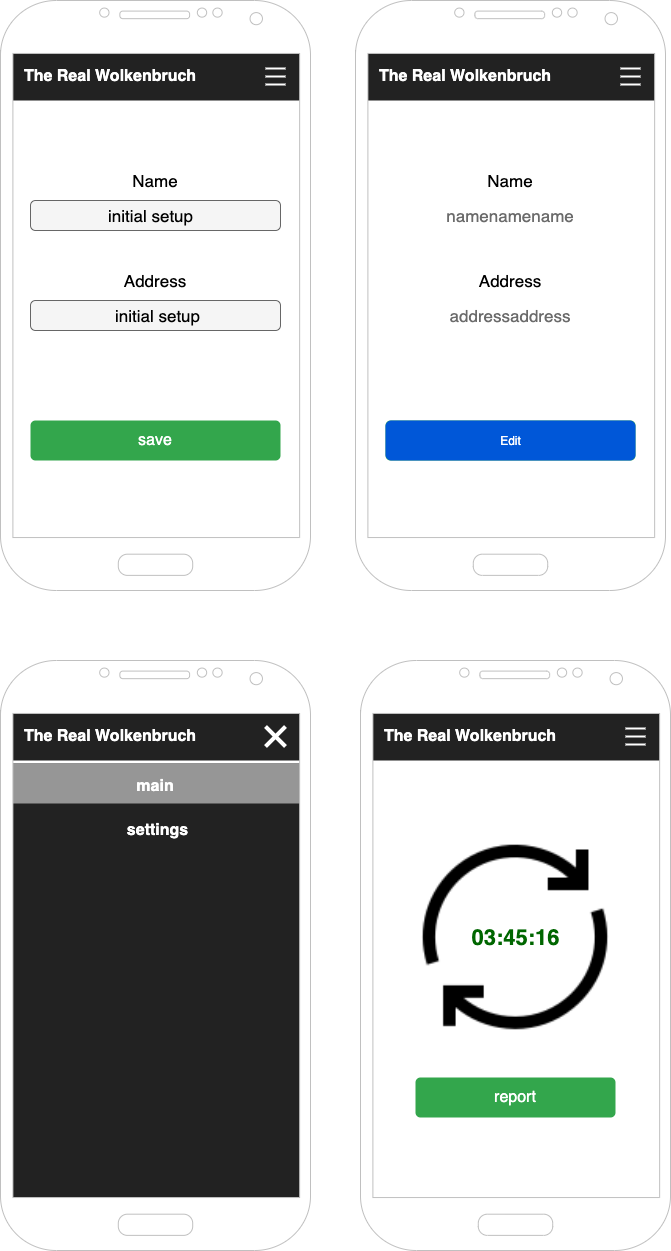 The Real Wolkenbruch
Name
initial setup
Address
initial setup
save
The Real Wolkenbruch
Name
namenamename
Address
addressaddress
Edit
The Real Wolkenbruch
main
settings
The Real Wolkenbruch
03:45:16
report